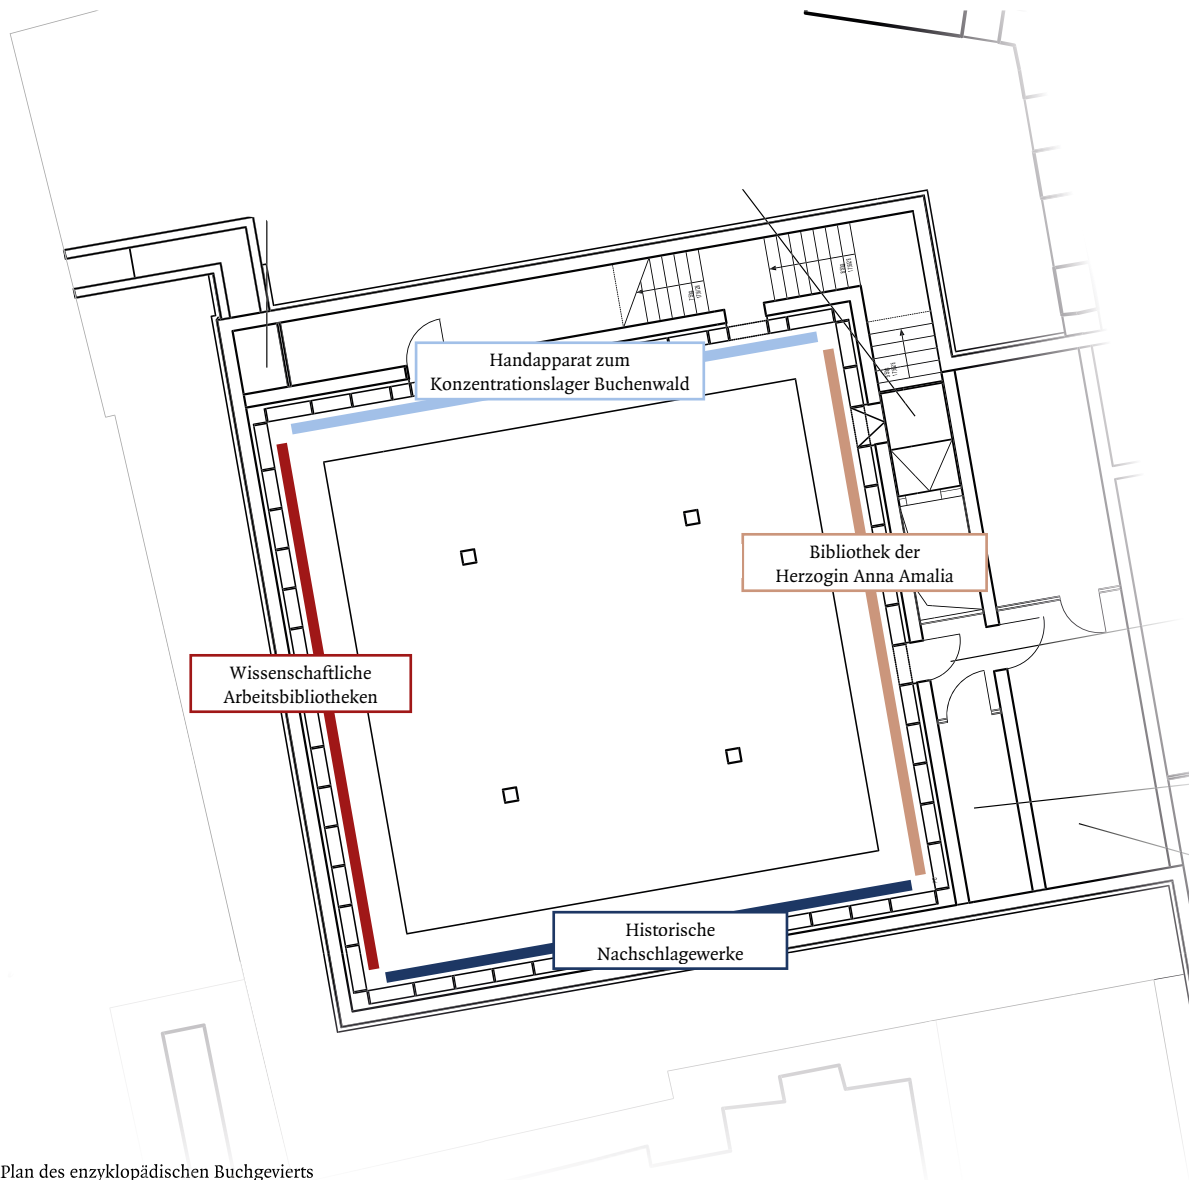 Handapparat zum
Konzentrationslager Buchenwald
Bibliothek der
Herzogin Anna Amalia
Wissenschaftliche
Arbeitsbibliotheken
Historische
Nachschlagewerke
Plan des enzyklopädischen Buchgevierts